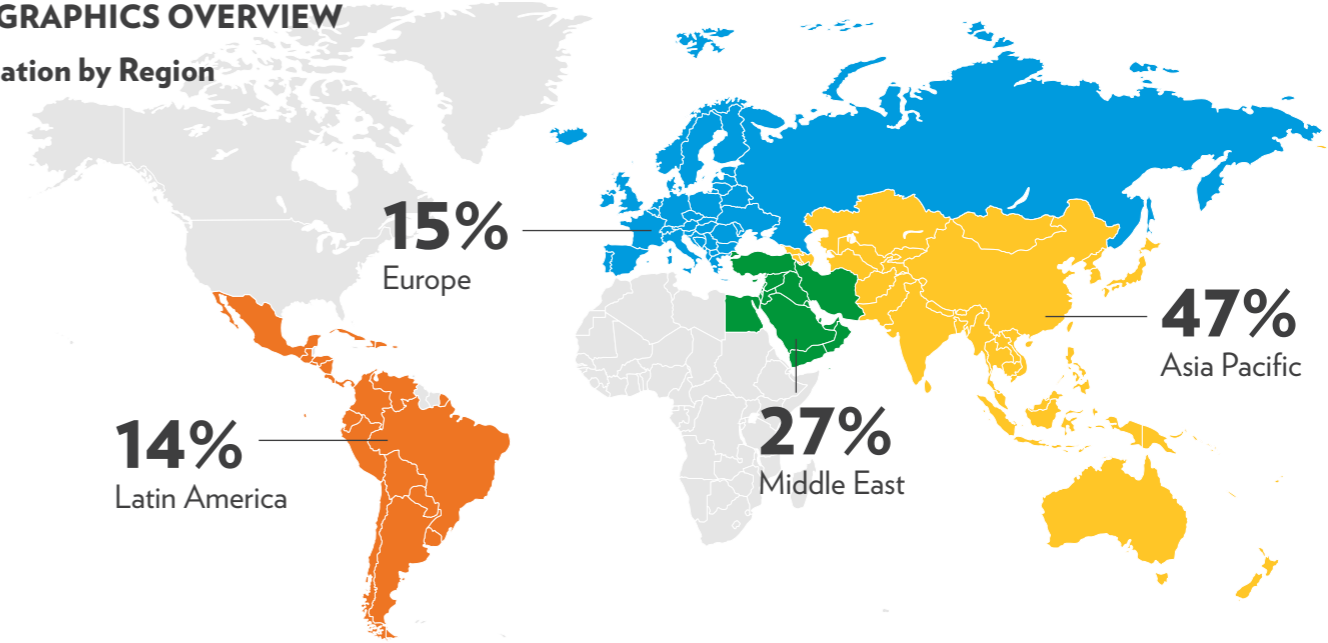 GRAPHICS OVERVIEW
ation by Region
15%
Europe
47%
Asia Pacific
27%
Middle East
14%
Latin America